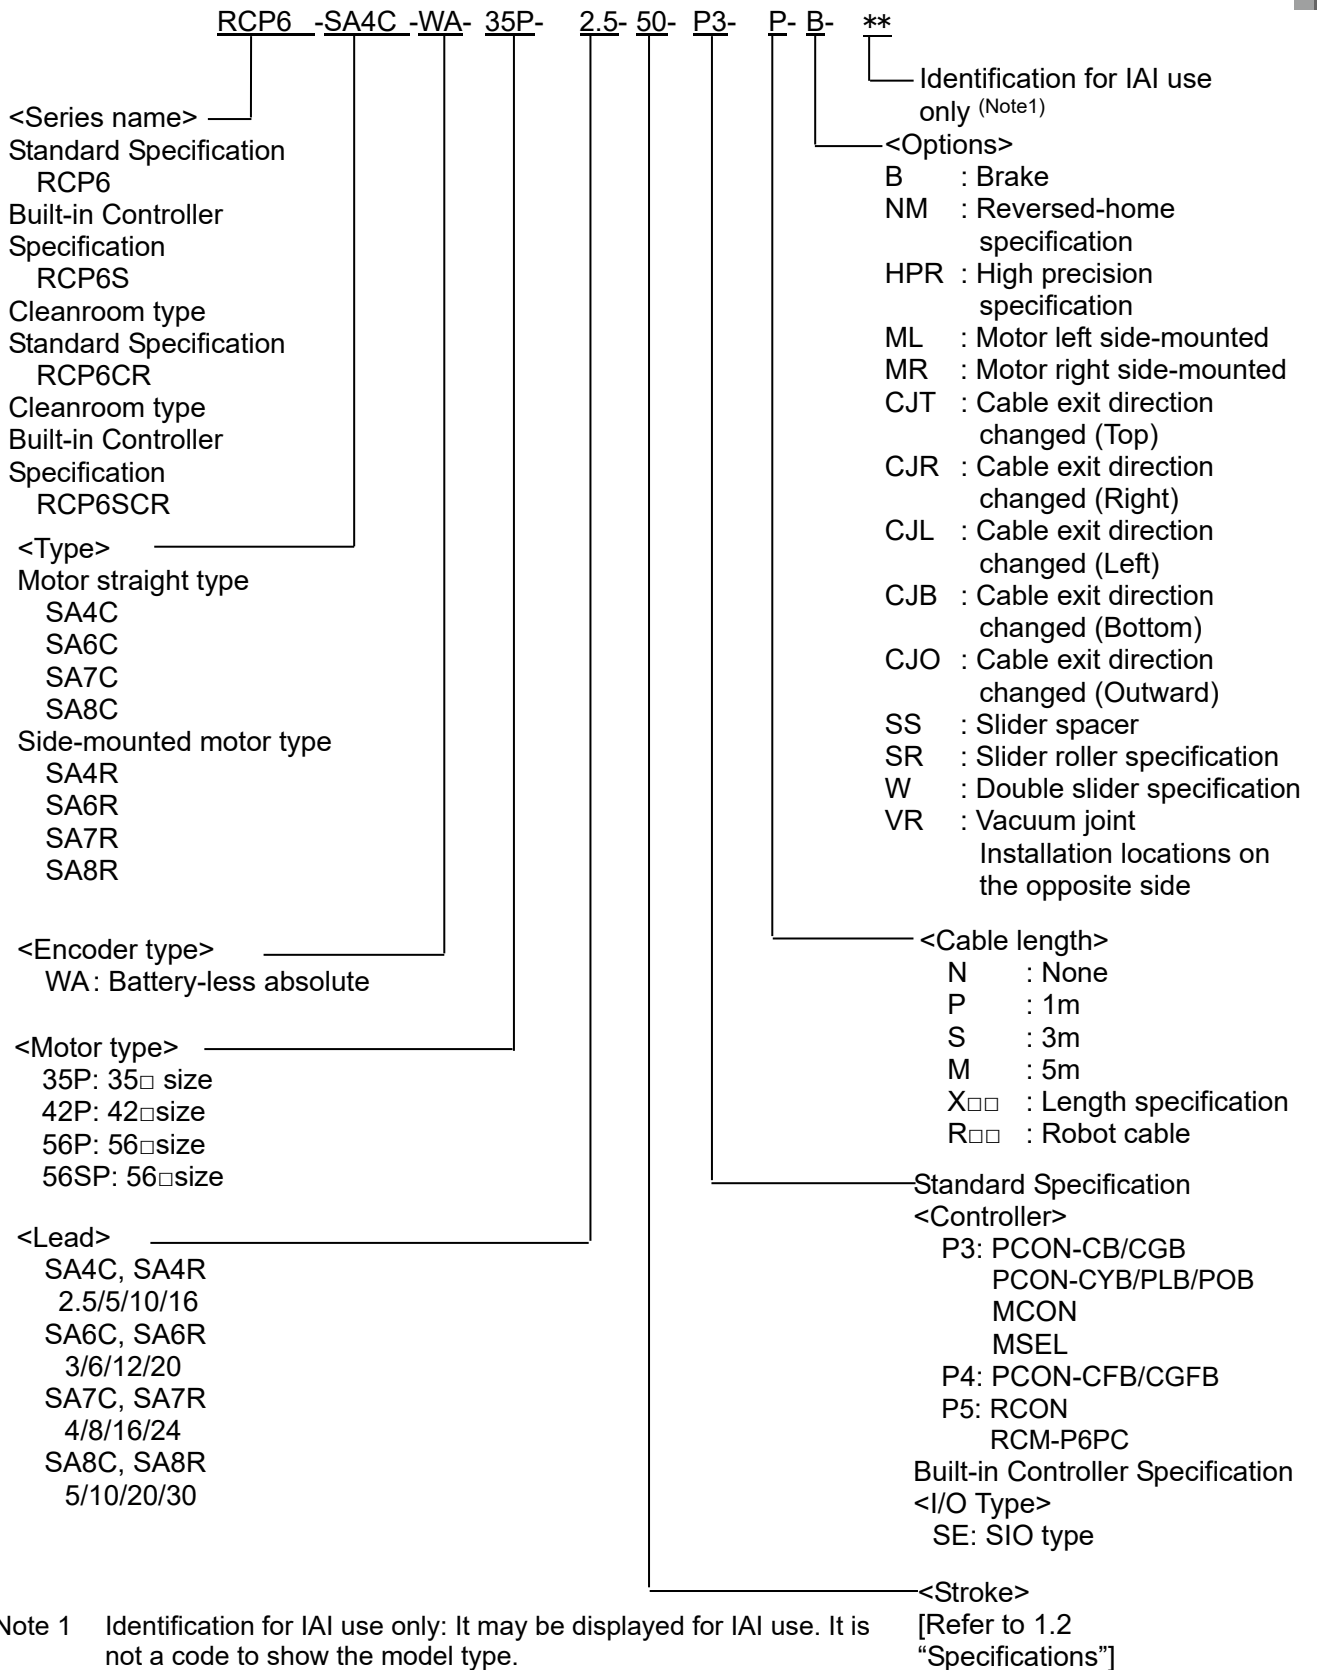 RCP6 -SA4C -WA- 35P- 2.5- 50- P3- P- B- **
<Series name>
Standard Specification
RCP6
Built-in Controller
Specification
RCP6S
Cleanroom type
Standard Specification
RCP6CR
Cleanroom type
Built-in Controller
Specification
RCP6SCR
<Type>
Motor straight type
SA4C
SA6C
SA7C
SA8C
Side-mounted motor type
SA4R
SA6R
SA7R
SA8R
<Encoder type>
WA : Battery-less absolute
<Motor type>
35P: 35□ size
42P: 42□size
56P: 56□size
56SP: 56□size
<Lead>
SA4C, SA4R
2.5/5/10/16
SA6C, SA6R
3/6/12/20
SA7C, SA7R
4/8/16/24
SA8C, SA8R
5/10/20/30
Identification for IAI use
only (Note1)
<Options>
B : Brake
NM : Reversed-home
specification
HPR : High precision
specification
ML : Motor left side-mounted
MR : Motor right side-mounted
CJT : Cable exit direction
changed (Top)
CJR : Cable exit direction
changed (Right)
CJL : Cable exit direction
changed (Left)
CJB : Cable exit direction
changed (Bottom)
CJO : Cable exit direction
changed (Outward)
SS : Slider spacer
SR : Slider roller specification
W : Double slider specification
VR : Vacuum joint
Installation locations on
the opposite side
<Cable length>
N : None
P : 1m
S : 3m
M : 5m
X□□ : Length specification
R□□ : Robot cable
Standard Specification
<Controller>
P3: PCON-CB/CGB
PCON-CYB/PLB/POB
MCON
MSEL
P4: PCON-CFB/CGFB
P5: RCON
RCM-P6PC
Built-in Controller Specification
<I/O Type>
SE: SIO type
<Stroke>
[Refer to 1.2
“Specifications”]
Note 1 Identification for IAI use only: It may be displayed for IAI use. It is
not a code to show the model type.